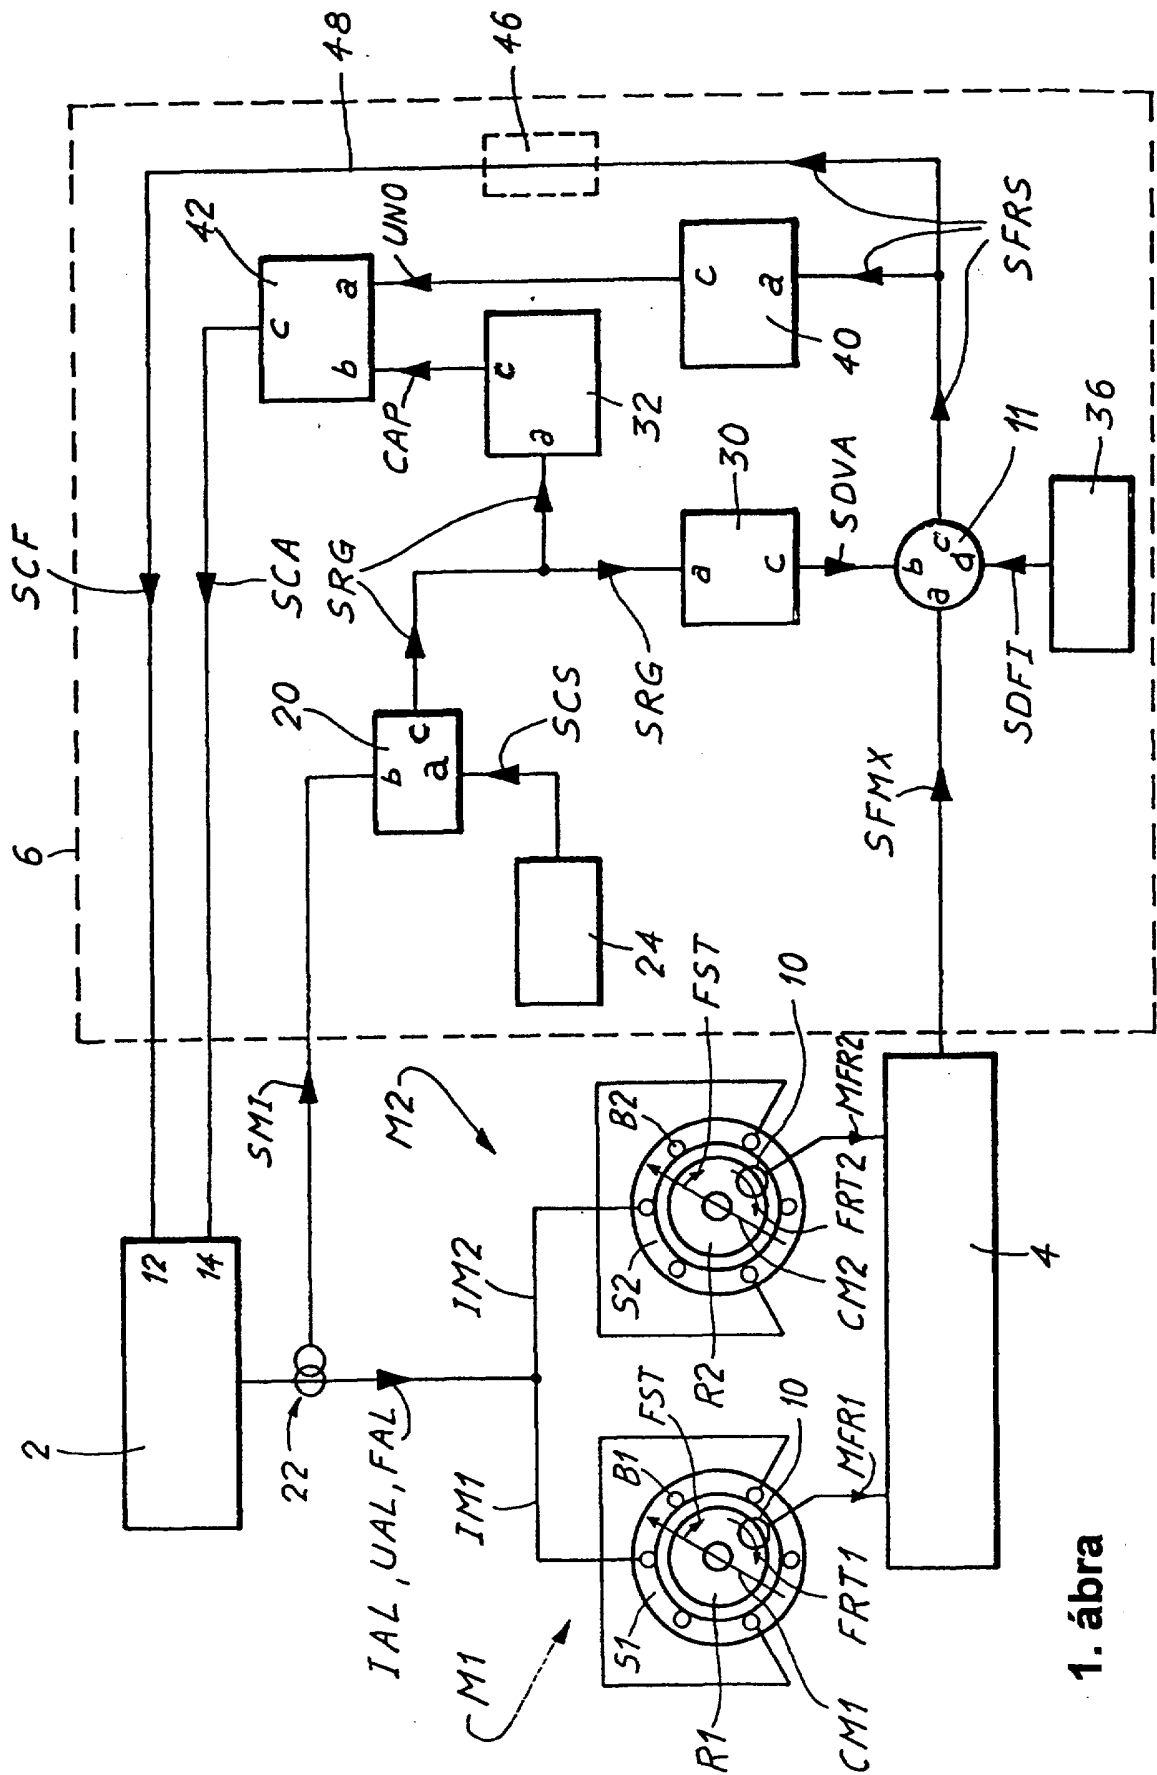 SCF
48
6
42
46
c
a
b
UNO
SCA
CAP
SRG
c
a
32
c
a
40
SFRS
20
b
c
a
SCS
SRG
a
c
30
SDVA
24
SMI
12
14
2
22
IAL, UAL, FAL
IM1
IM2
M1
M2
S1
B1
FST
R1
CM1
FRT1
MFR1
10
S2
B2
FST
R2
CM2
FRT2
MFR2
10
4
SFMX
a
b
c
d
11
SDFI
36
1. ábra